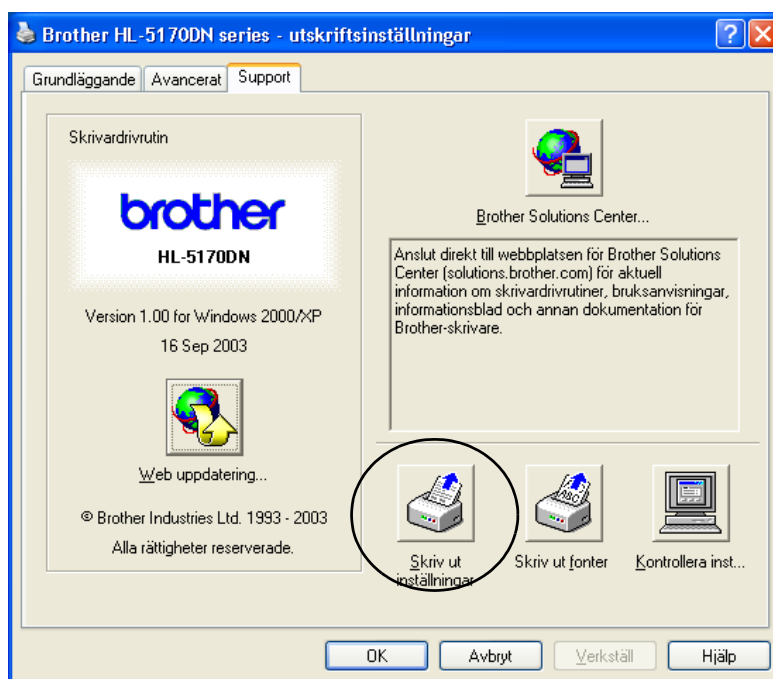 Brother HL-5170DN series - utskriftsinställningar
Grundläggande Avancerat Support
Skrivardrivrutin
brother
HL-5170DN
Version 1.00 for Windows 2000/XP
16 Sep 2003
Web uppdatering...
© Brother Industries Ltd. 1993 - 2003
Alla rättigheter reserverade.
Brother Solutions Center...
Anslut direkt till webbplatsen för Brother Solutions
Center (solutions.brother.com) för aktuell
information om skrivardrivrutiner, bruksanvisningar,
informationsblad och annan dokumentation för
Brother-skrivare.
Skriv ut
inställningar
ABC
Skriv ut fonter
Kontrollera inst...
OK Avbryt Verkställ Hjälp